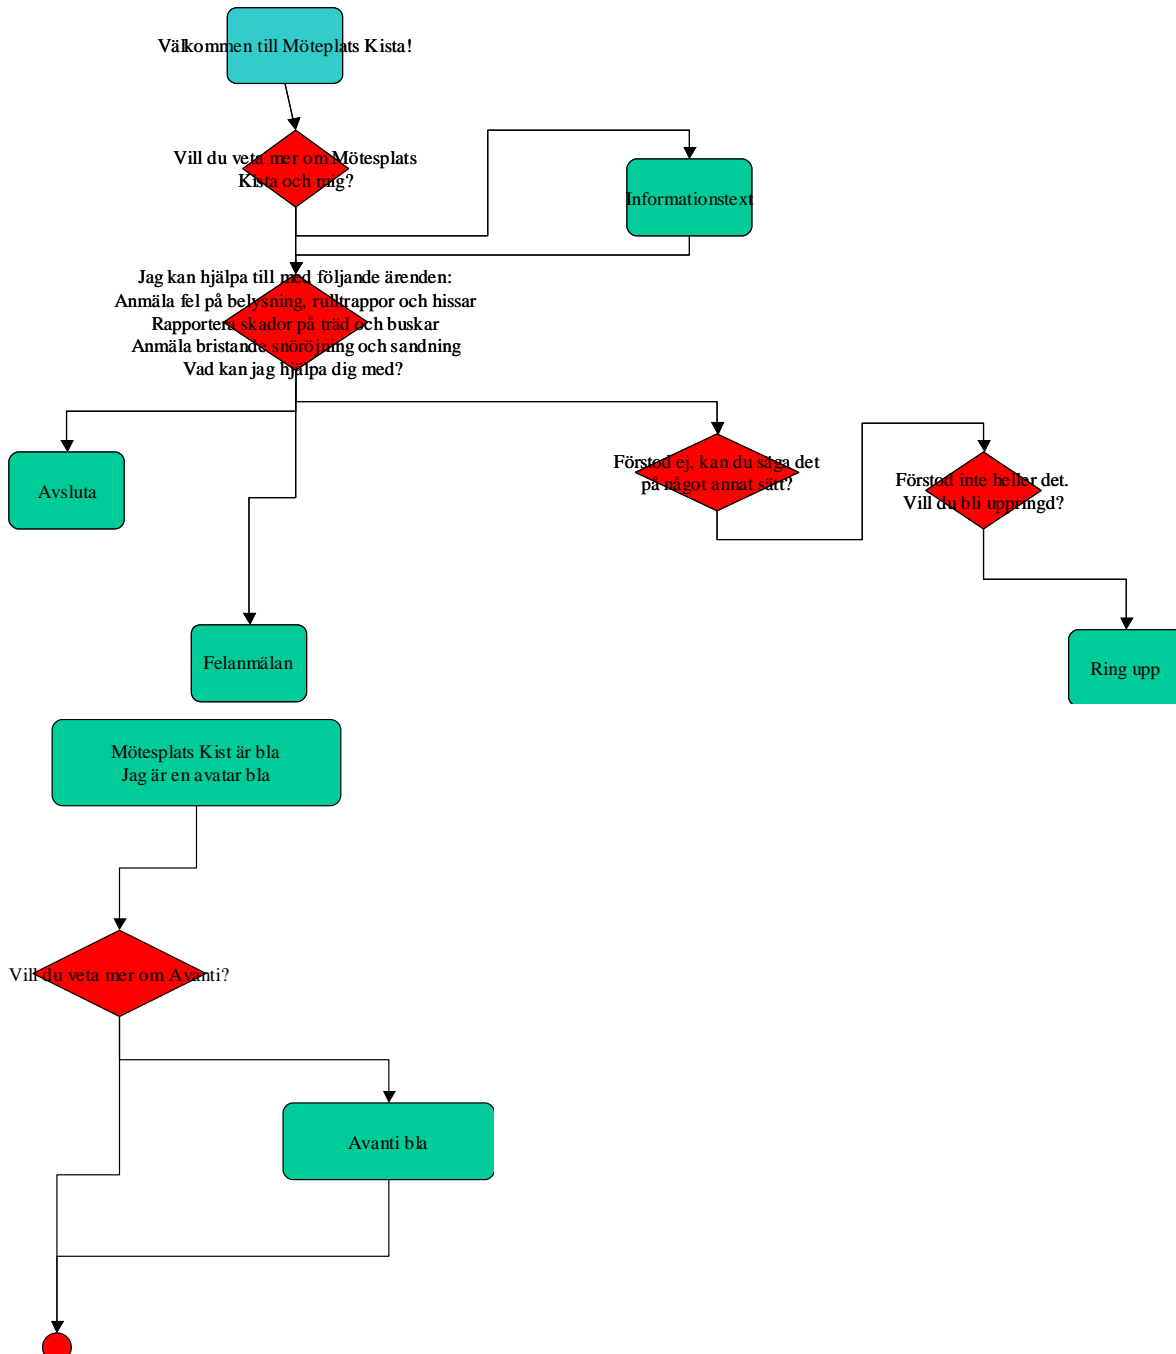 Välkommen till Möteplats Kista!
Vill du veta mer om Mötesplats
Kista och mig?
Informationstext
Jag kan hjälpa till med följande ärenden:
Anmäla fel på belysning, rulltrappor och hissar
Rapportera skador på träd och buskar
Anmäla bristande snöröjning och sandning
Vad kan jag hjälpa dig med?
Avsluta
Förstod ej, kan du säga det
på något annat sätt?
Förstod inte heller det.
Vill du bli uppringd?
Felanmälan
Ring upp
Mötesplats Kist är bla
Jag är en avatar bla
Vill du veta mer om Avanti?
Avanti bla